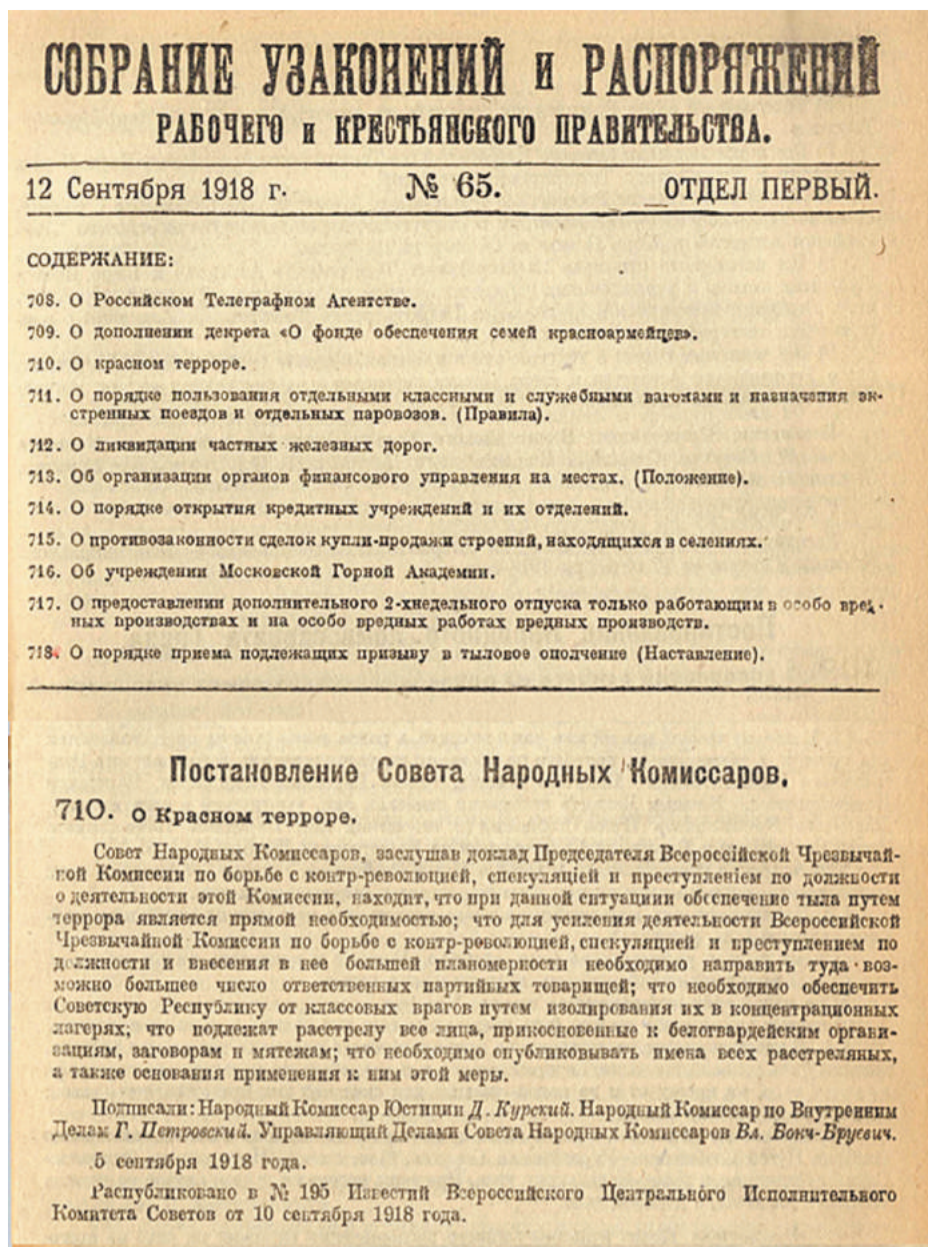 СОБРАНИЕ УЗАКОНЕНИЙ и РАСПОРЯЖЕНИЙ
РАБОЧЕГО и КРЕСТЬЯНСКОГО ПРАВИТЕЛЬСТВА.
12 Сентября 1918 г. № 65. ОТДЕЛ ПЕРВЫЙ.
СОДЕРЖАНИЕ:
708. О Российском Телеграфном Агентстве.
709. О дополнении декрета «О фонде обеспечения семей красноармейцев».
710. О красном терроре.
711. О порядке пользования отдельными классными и служебными вагонами и назначения эк-
стренных поездов и отдельных паровозов. (Правила).
712. О ликвидации частных железных дорог.
713. Об организации органов финансового управления на местах. (Положение).
714. О порядке открытия кредитных учреждений и их отделений.
715. О противозаконности сделок купли-продажи строений, находящихся в селениях.
716. Об учреждении Московской Горной Академии.
717. О предоставлении дополнительного 2-хнедельного отпуска только работающим в особо вред-
ных производствах и на особо вредных работах вредных производств.
718. О порядке приема подлежащих призыву в тыловое ополчение (Наставление).
Постановление Совета Народных Комиссаров.
710. О Красном терроре.
Совет Народных Комиссаров, заслушав доклад Председателя Всероссійской Чрезвычай-
ной Комиссии по борьбе с контр-революцией, спекуляціей и преступленіем по должности
о деятельности этой Комиссии, находит, что при данной ситуациии обеспечение тыла путем
террора является прямой необходимостью; что для усиления деятельности Всероссийской
Чрезвычайной Комиссии по борьбе с контр-революцией, спекуляцией и преступлением по
должности и внесения в нее большей планомерности необходимо направить туда воз-
можно большее число ответственных партийных товарищей; что необходимо обеспечить
Советскую Республику от классовых врагов путем изолирования их в концентрационных
лагерях; что подлежат расстрелу все лица, прикосновенные к белогвардейским органи-
зациям, заговорам и мятежам; что необходимо опубликовывать имена всех расстреляных,
а также основания применения к ним этой меры.
Подписали: Народный Комиссар Юстиции Д. Курский. Народный Комиссар по Внутренним
Делам Г. Петровский. Управляющий Делами Совета Народных Комиссаров Вл. Бонч-Бруевич.
5 сентября 1918 года.
Распубликовано в № 195 Известий Всероссийского Центрального Исполнительного
Комитета Советов от 10 сентября 1918 года.